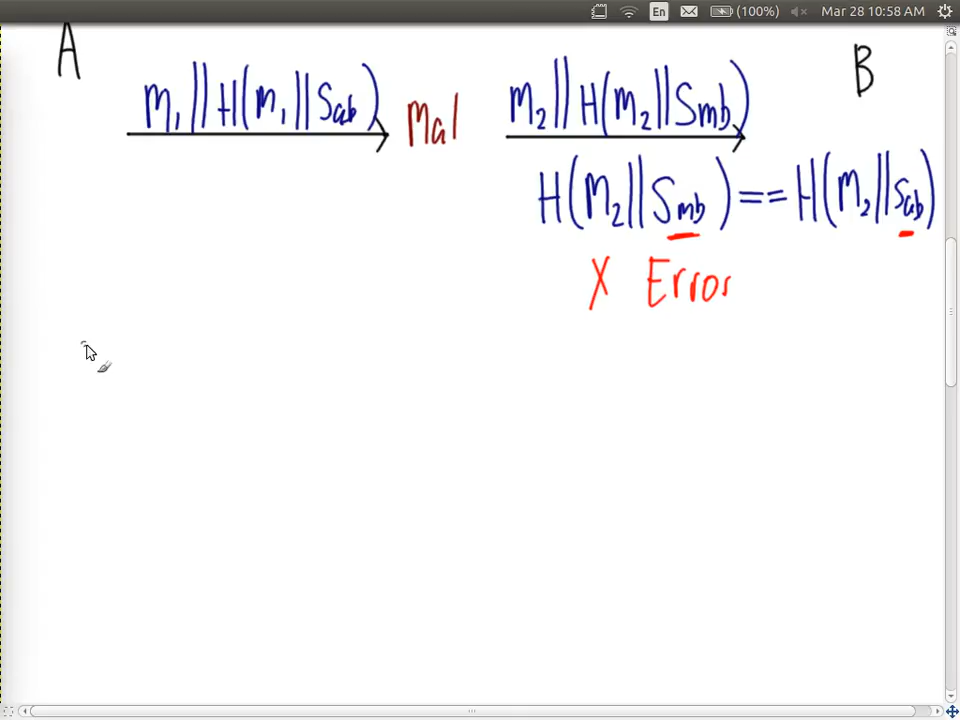 En (100%) Mar 28 10:58 AM
A B
m₁||H(m₁||Sab) Mal m₂||H(m₂||Smb)
H(m₂||Smb) == H(m₂||Sab)
X Error